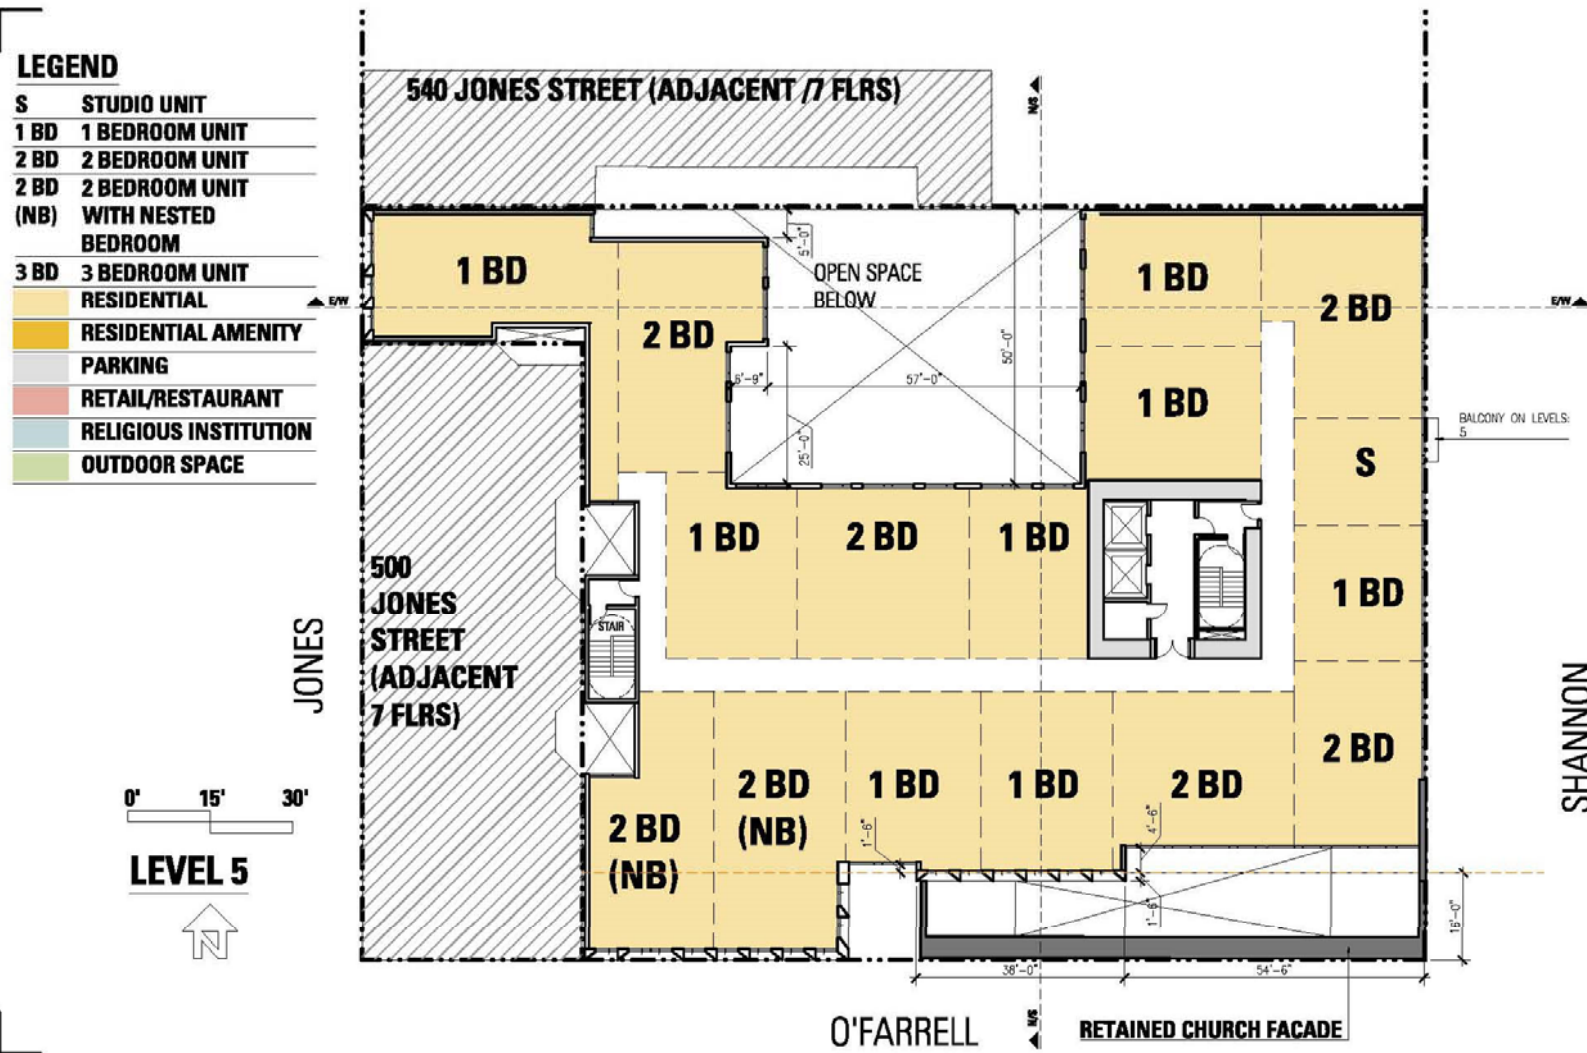 LEGEND
S STUDIO UNIT
1 BD 1 BEDROOM UNIT
2 BD 2 BEDROOM UNIT
2 BD 2 BEDROOM UNIT
(NB) WITH NESTED
BEDROOM
3 BD 3 BEDROOM UNIT
RESIDENTIAL
RESIDENTIAL AMENITY
PARKING
RETAIL/RESTAURANT
RELIGIOUS INSTITUTION
OUTDOOR SPACE
540 JONES STREET (ADJACENT /7 FLRS)
N/S
E/W
E/W
1 BD
2 BD
5'-0"
OPEN SPACE
BELOW
50'-0"
6'-9"
57'-0"
25'-0"
1 BD
2 BD
1 BD
BALCONY ON LEVELS:
5
S
1 BD
2 BD
1 BD
1 BD
500
JONES
STREET
(ADJACENT
7 FLRS)
STAIR
JONES
SHANNON
2 BD
(NB)
2 BD
(NB)
1 BD
1 BD
2 BD
2 BD
1'-6"
4'-6"
1'-6"
16'-0"
38'-0"
54'-6"
0' 15' 30'
LEVEL 5
N
O'FARRELL
N/S
RETAINED CHURCH FACADE